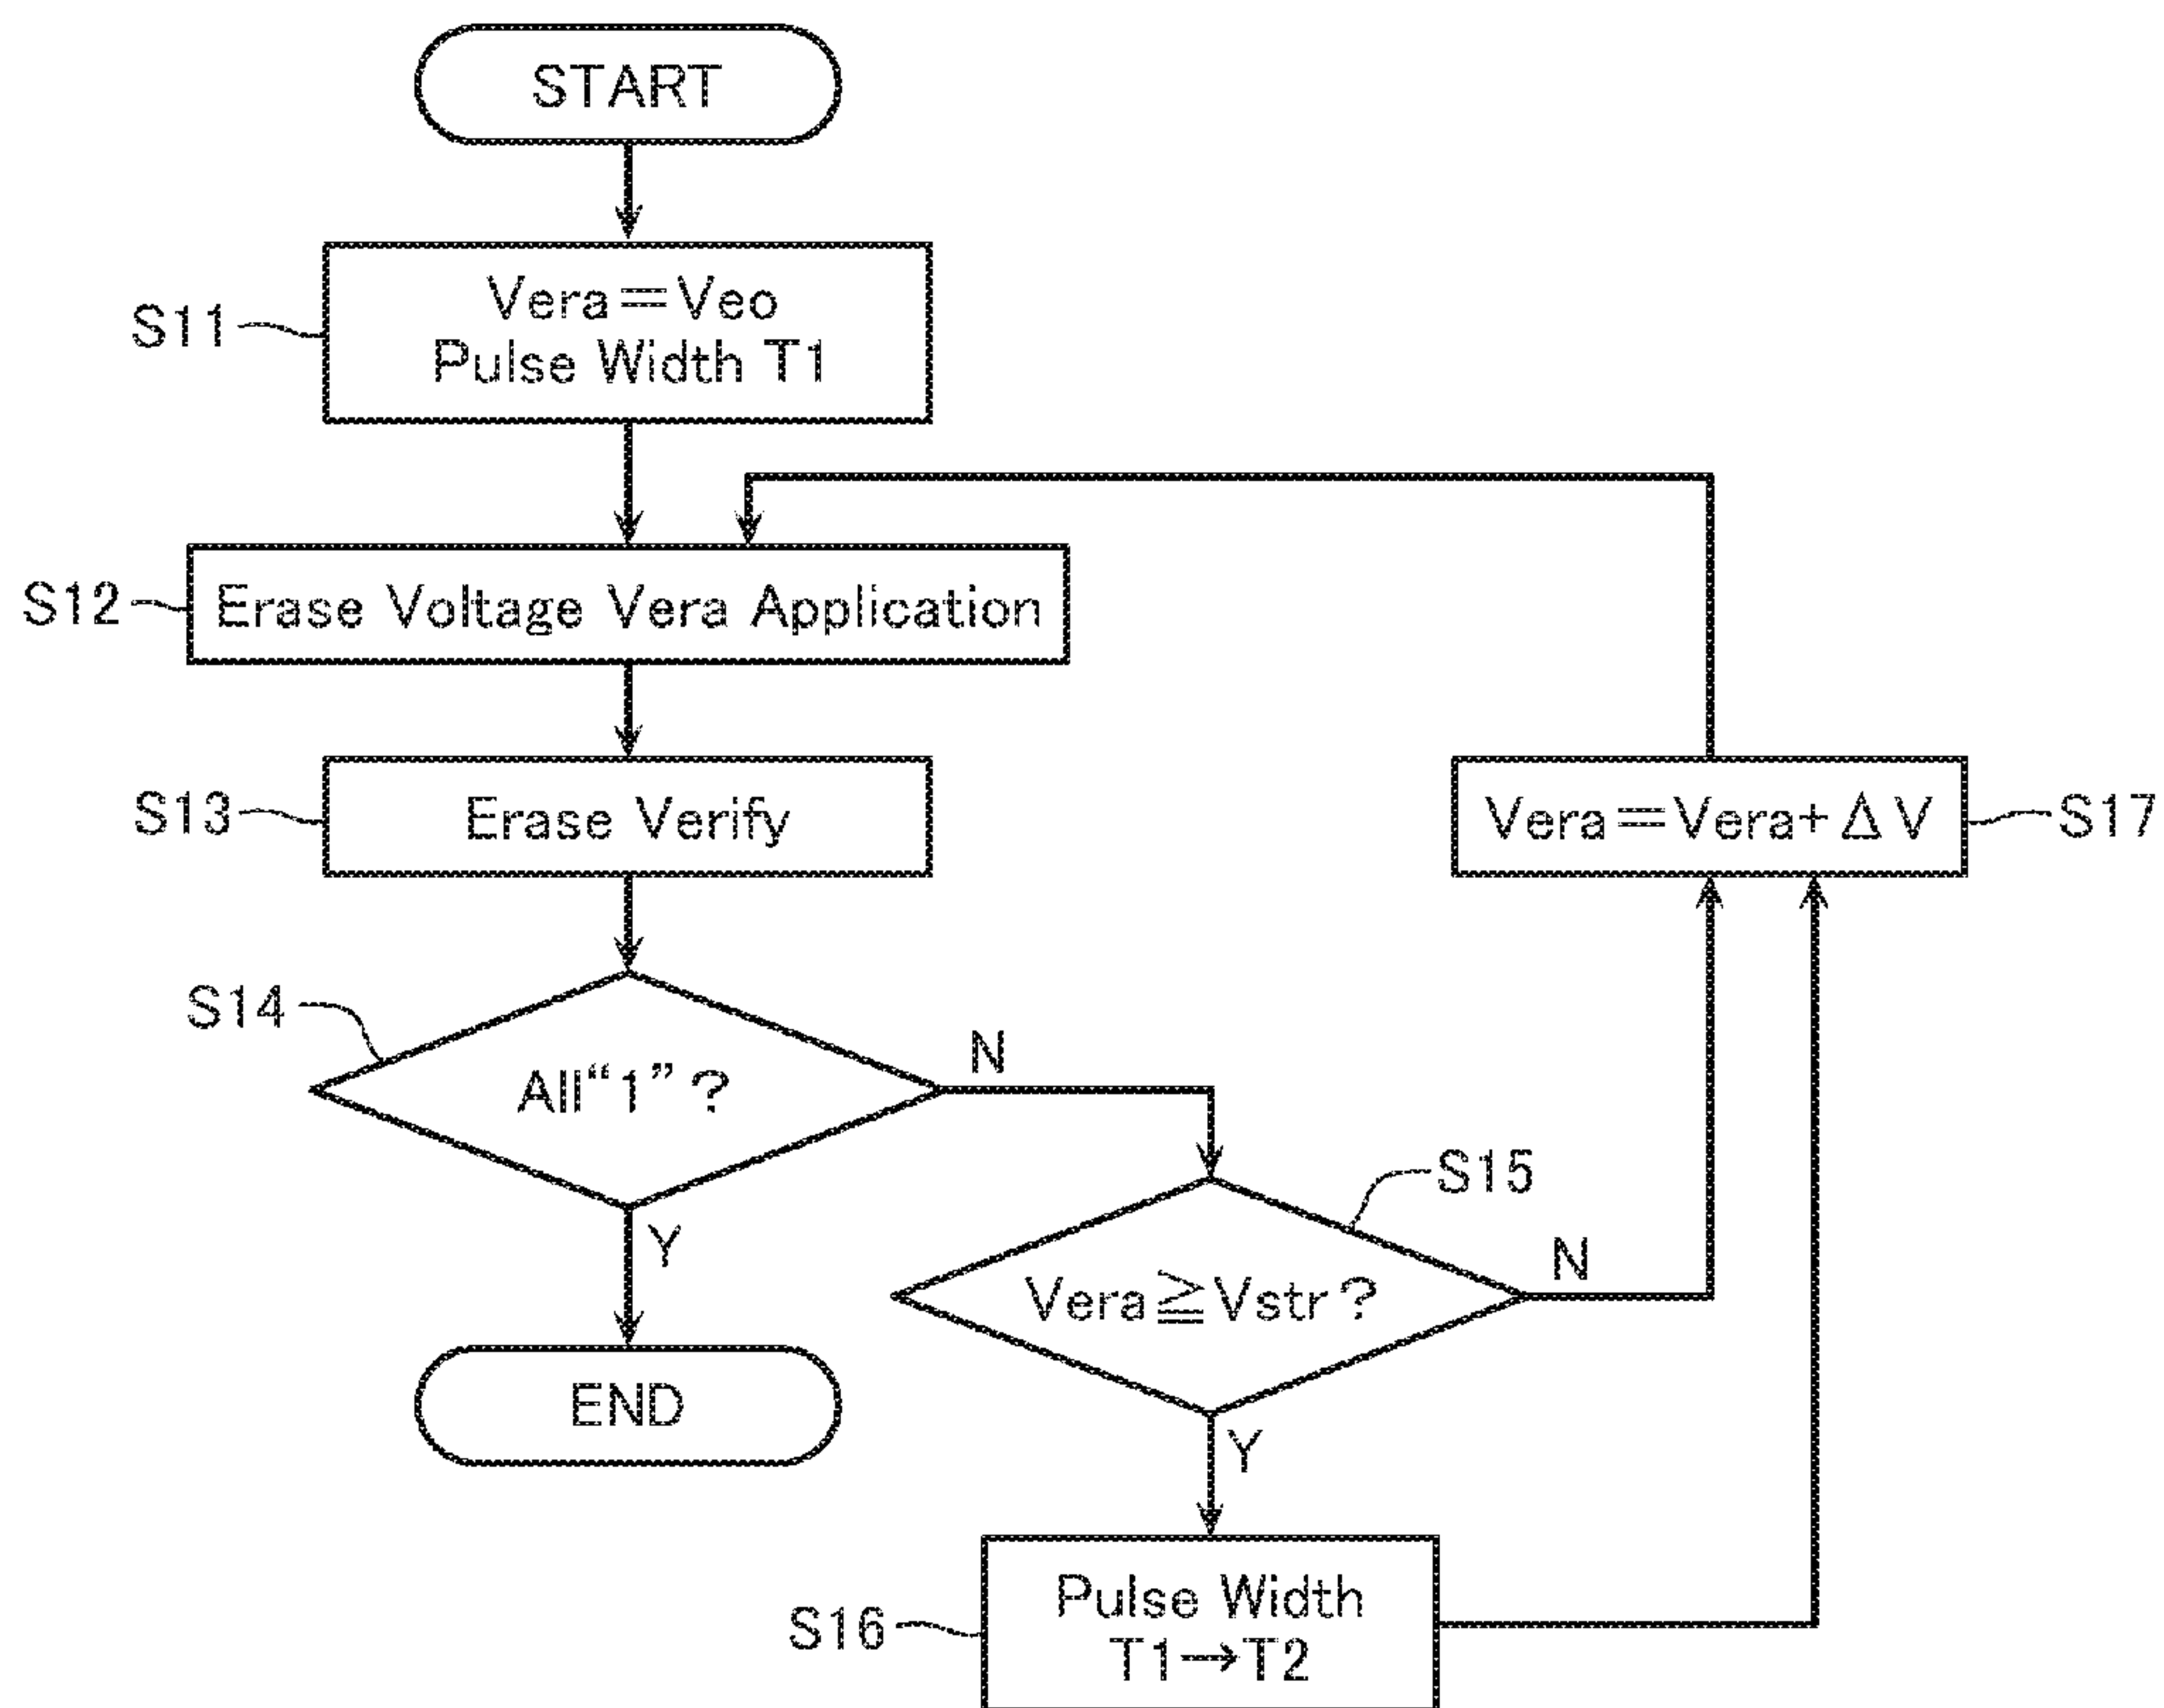 START
S11
Vera=Veo
Pulse Width T1
S12
Erase Voltage Vera Application
S13
Erase Verify
Vera=Vera+ΔV
S17
S14
All“1”?
N
S15
Y
Vera≧Vstr?
N
END
Y
S16
Pulse Width
T1→T2